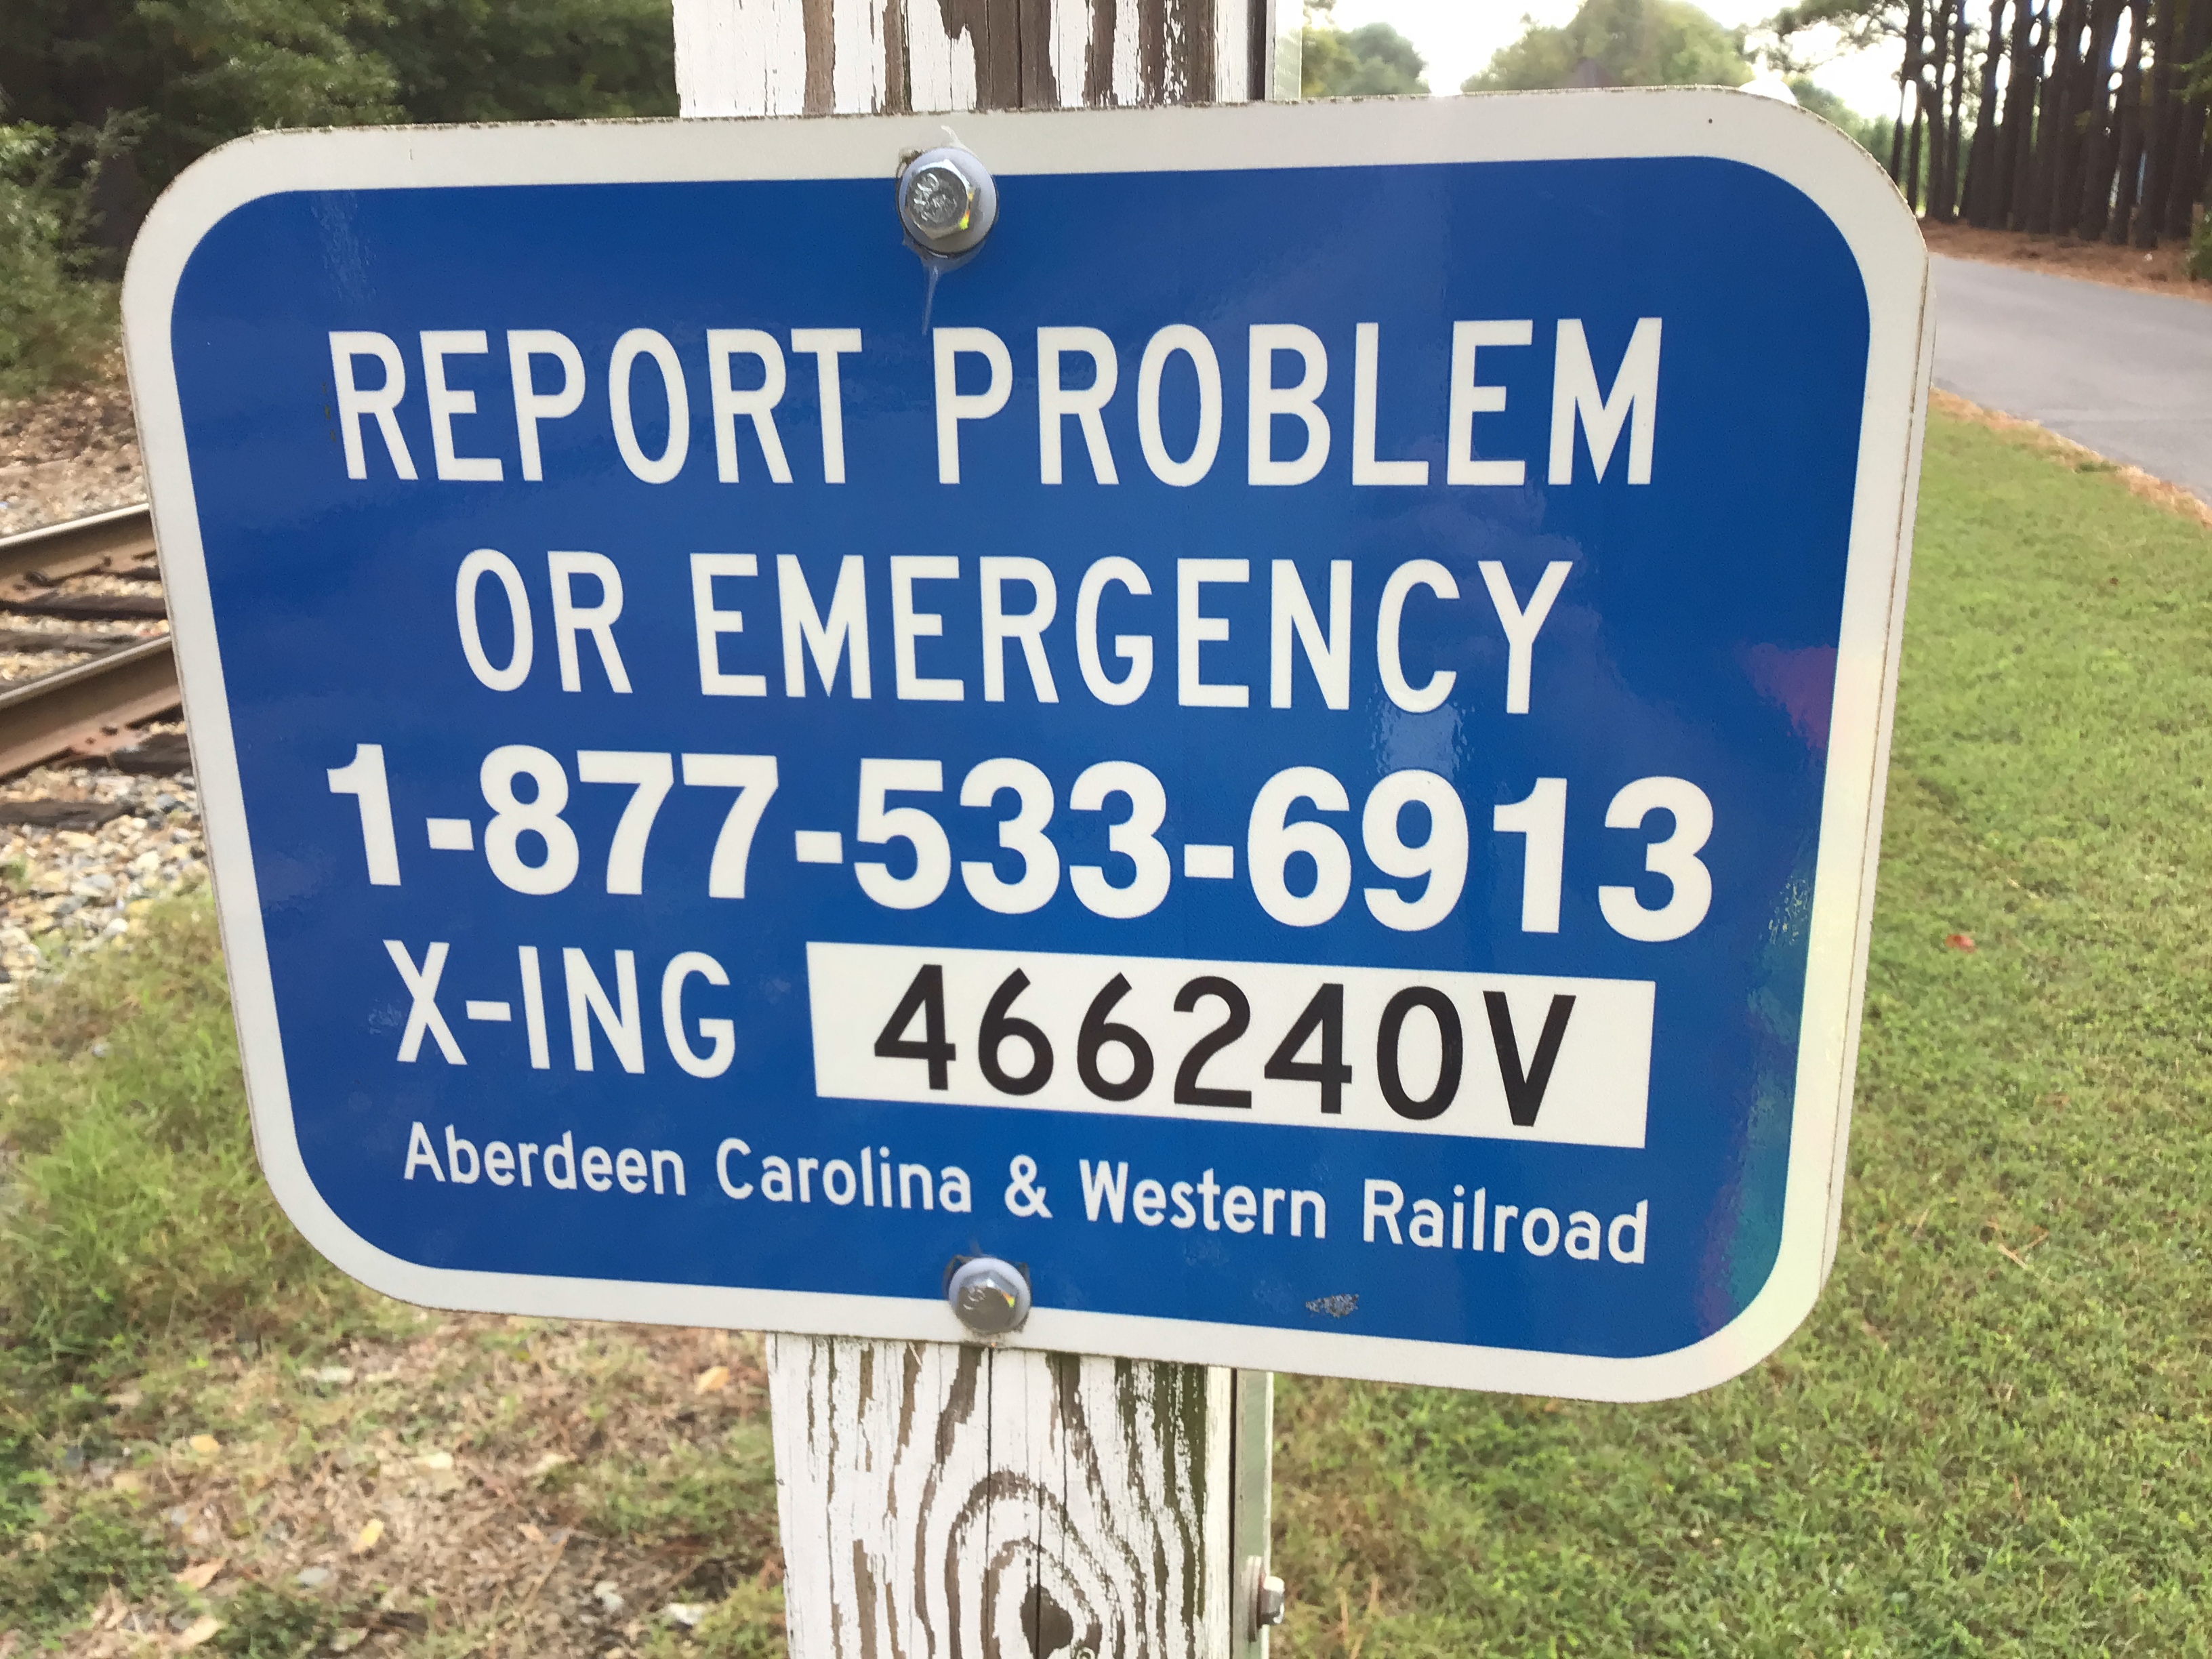 REPORT PROBLEM
OR EMERGENCY
1-877-533-6913
X-ING 466240V
Aberdeen Carolina & Western Railroad